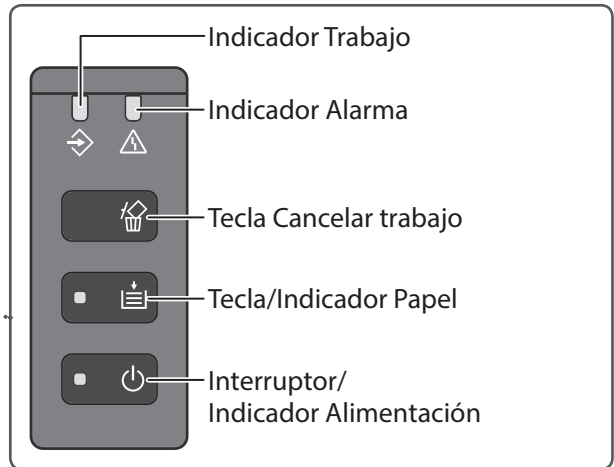 Indicador Trabajo
Indicador Alarma
Tecla Cancelar trabajo
Tecla/Indicador Papel
Interruptor/
Indicador Alimentación